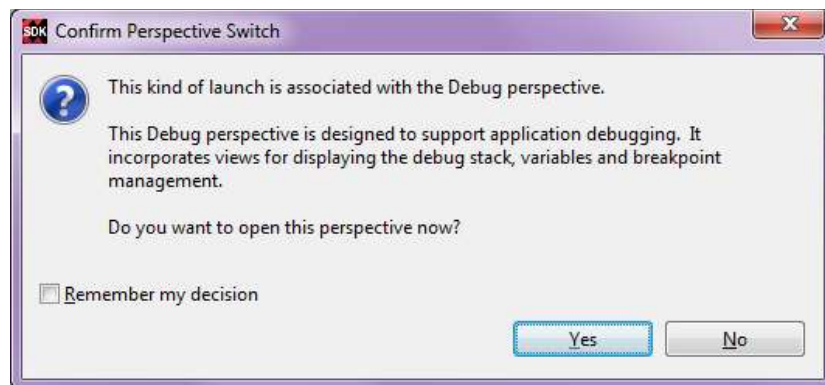 SDK Confirm Perspective Switch
This kind of launch is associated with the Debug perspective.
This Debug perspective is designed to support application debugging. It
incorporates views for displaying the debug stack, variables and breakpoint
management.
Do you want to open this perspective now?
Remember my decision
Yes No